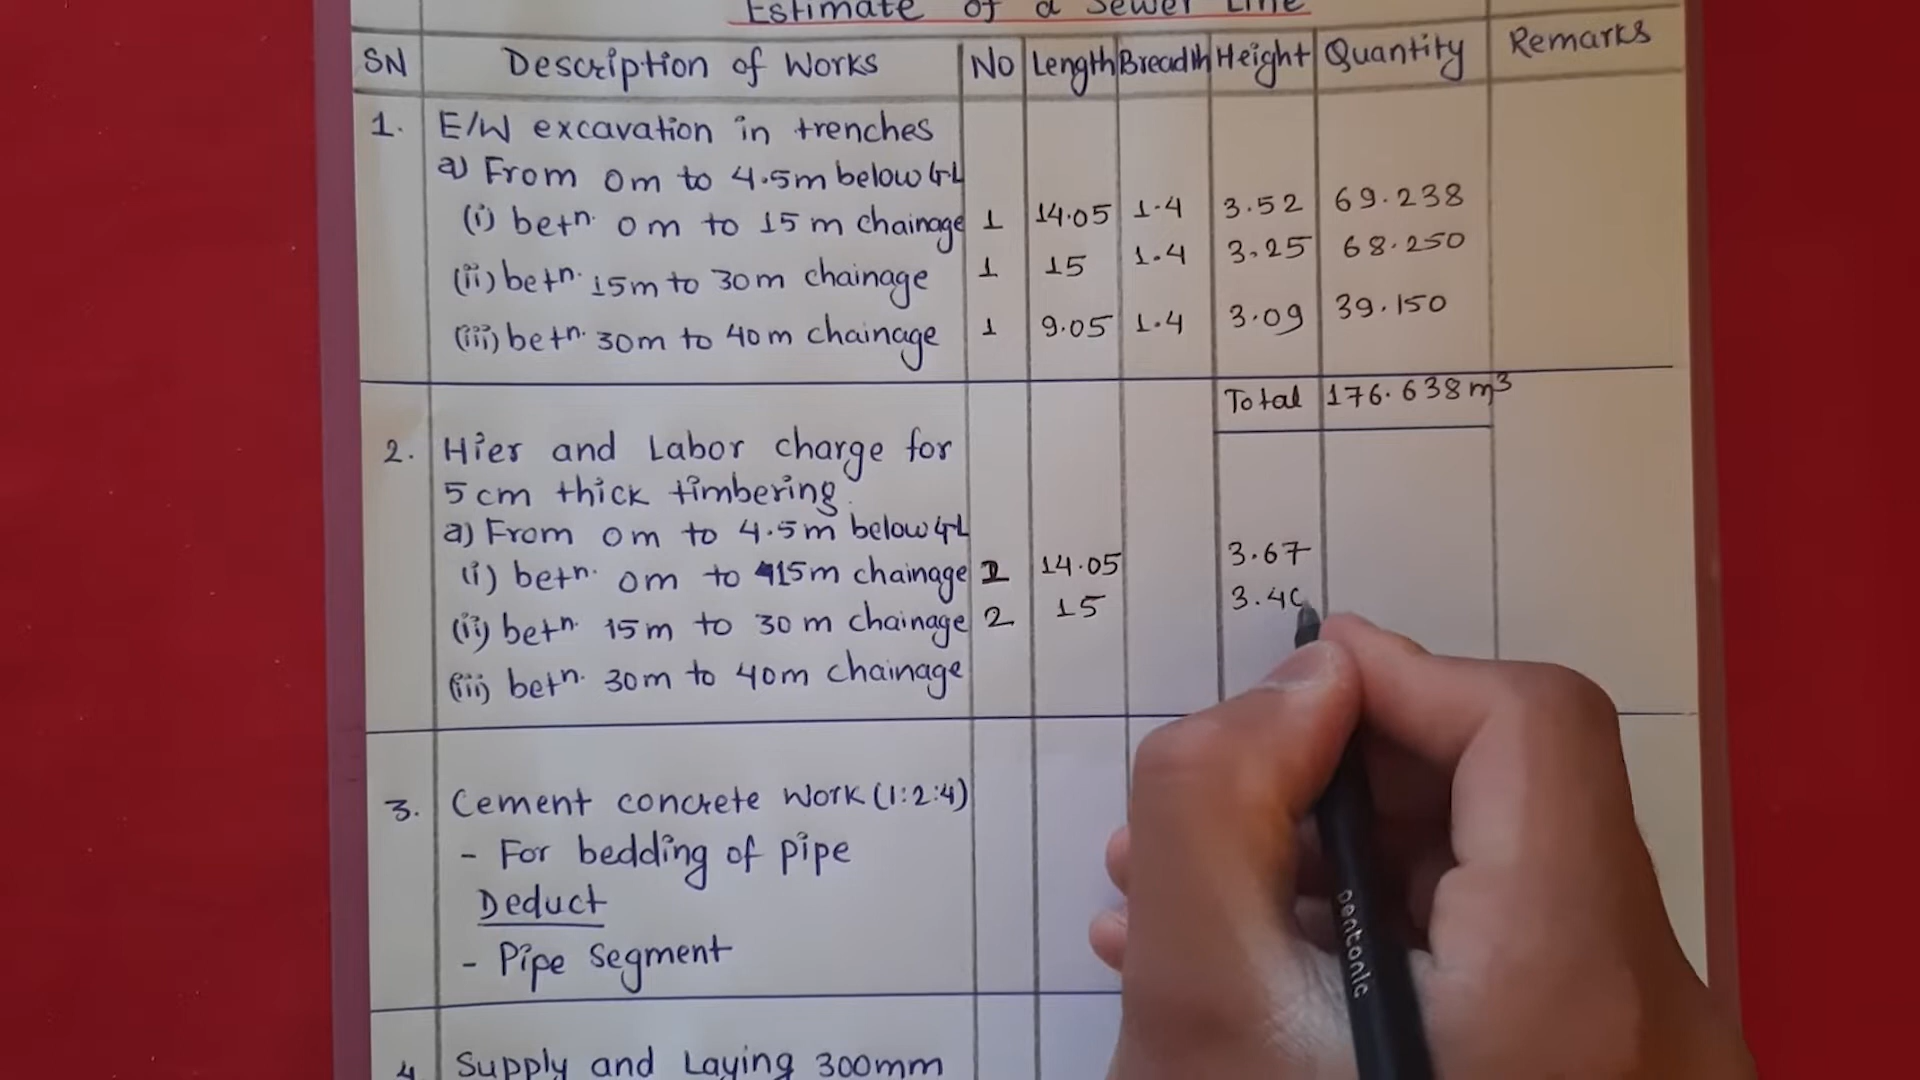 Estimate of a Sewer Line
SN Description of Works No Length Breadth Height Quantity Remarks
1. E/W excavation in trenches
a) From 0m to 4.5m below GL
(i) betn. 0m to 15m chainage 1 14.05 1.4 3.52 69.238
(ii) betn. 15m to 30m chainage 1 15 1.4 3.25 68.250
(iii) betn. 30m to 40m chainage 1 9.05 1.4 3.09 39.150
Total 176.638 m³
2. Hier and Labor charge for
5cm thick timbering.
a) From 0m to 4.5m below GL
(i) betn. 0m to 15m chainage 2 14.05 3.67
(ii) betn. 15m to 30m chainage 2 15 3.40
(iii) betn. 30m to 40m chainage
3. Cement concrete work (1:2:4)
- For bedding of pipe
Deduct
- Pipe segment
4. Supply and Laying 300mm
pentonic